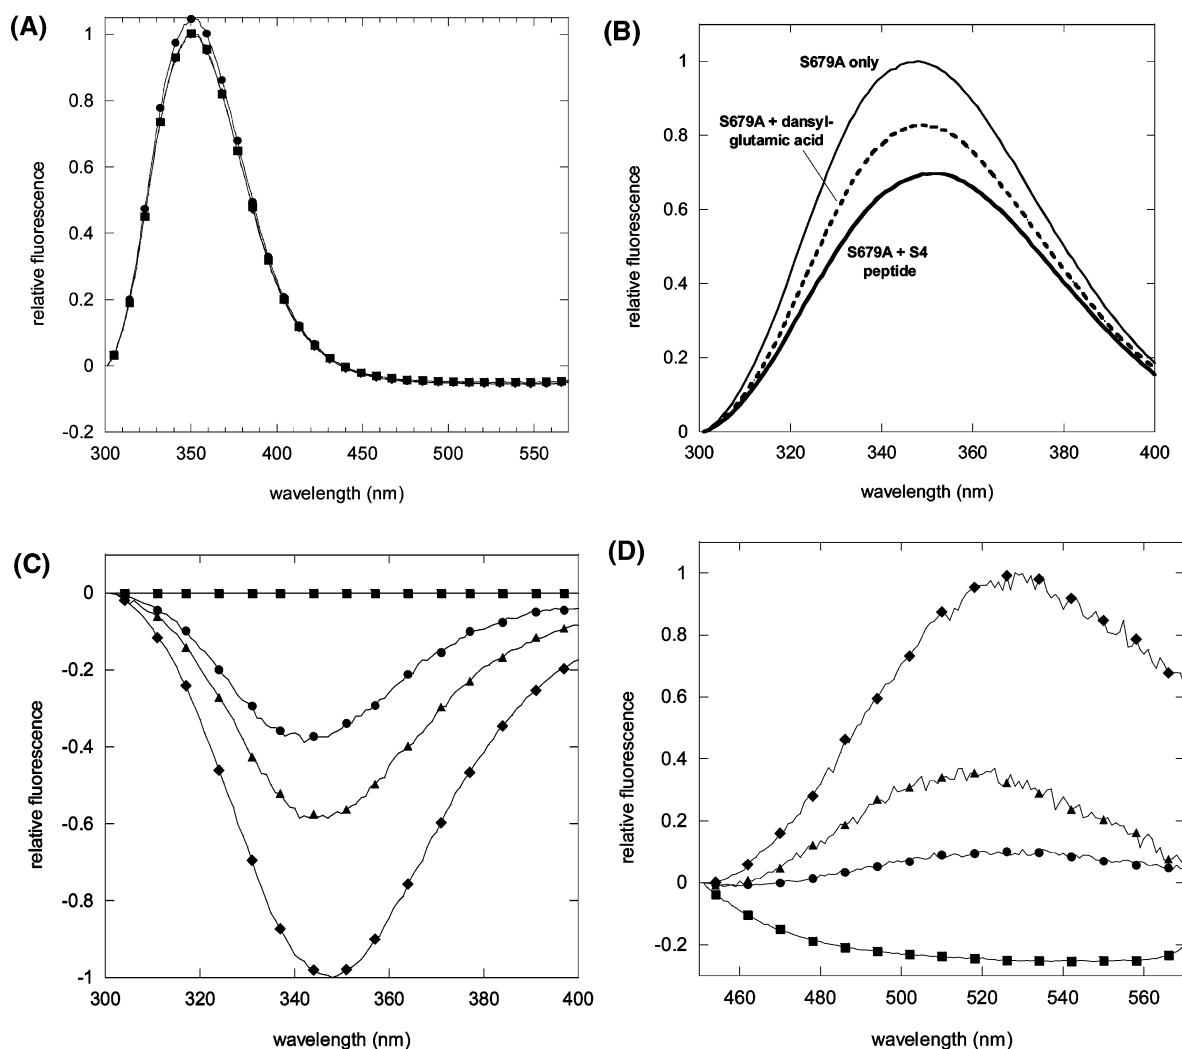 (A)
1
0.8
0.6
0.4
0.2
0
-0.2
300 350 400 450 500 550
relative fluorescence
wavelength (nm)
(B)
1
0.8
0.6
0.4
0.2
0
300 320 340 360 380 400
relative fluorescence
wavelength (nm)
S679A only
S679A + dansyl-
glutamic acid
S679A + S4
peptide
(C)
0
-0.2
-0.4
-0.6
-0.8
-1
300 320 340 360 380 400
relative fluorescence
wavelength (nm)
(D)
1
0.8
0.6
0.4
0.2
0
-0.2
460 480 500 520 540 560
relative fluorescence
wavelength (nm)